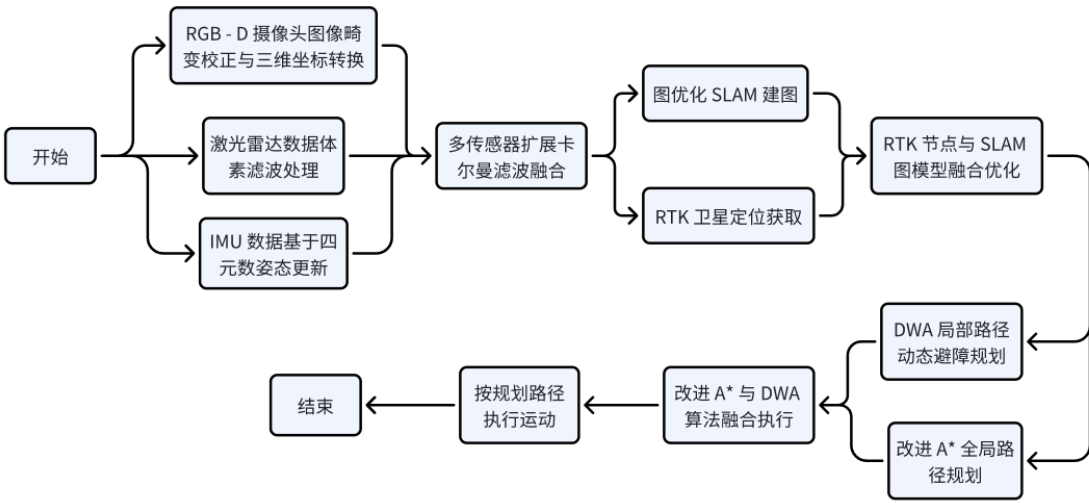 开始
RGB - D 摄像头图像畸
变校正与三维坐标转换
激光雷达数据体
素滤波处理
IMU 数据基于四
元数姿态更新
多传感器扩展卡
尔曼滤波融合
图优化 SLAM 建图
RTK 卫星定位获取
RTK 节点与 SLAM
图模型融合优化
DWA 局部路径
动态避障规划
改进 A* 全局路
径规划
改进 A* 与 DWA
算法融合执行
按规划路径
执行运动
结束